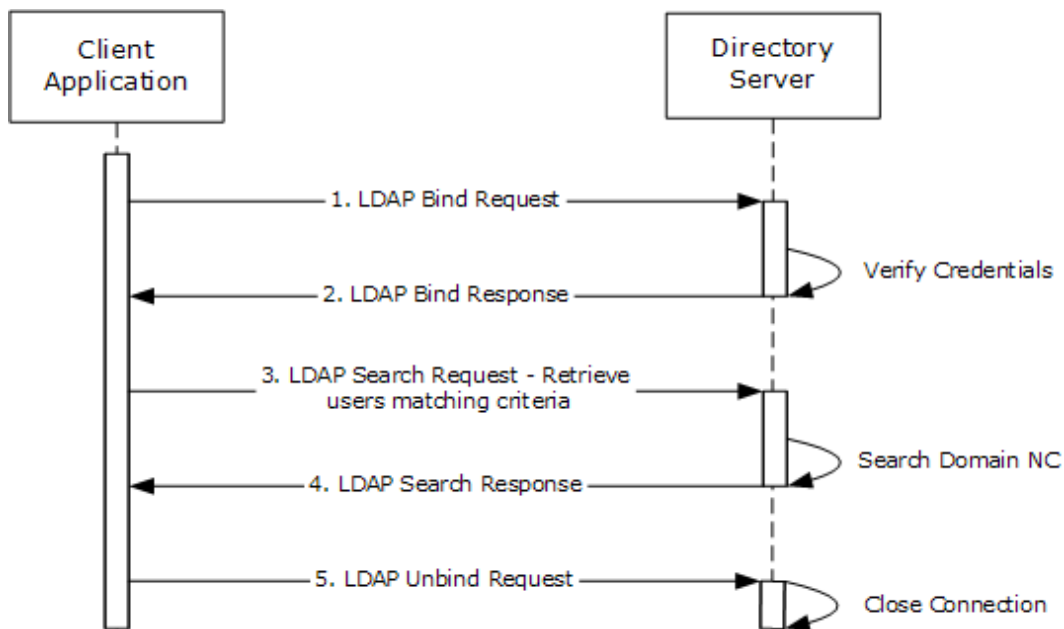 Client
Application
Directory
Server
1. LDAP Bind Request
Verify Credentials
2. LDAP Bind Response
3. LDAP Search Request - Retrieve
users matching criteria
Search Domain NC
4. LDAP Search Response
5. LDAP Unbind Request
Close Connection